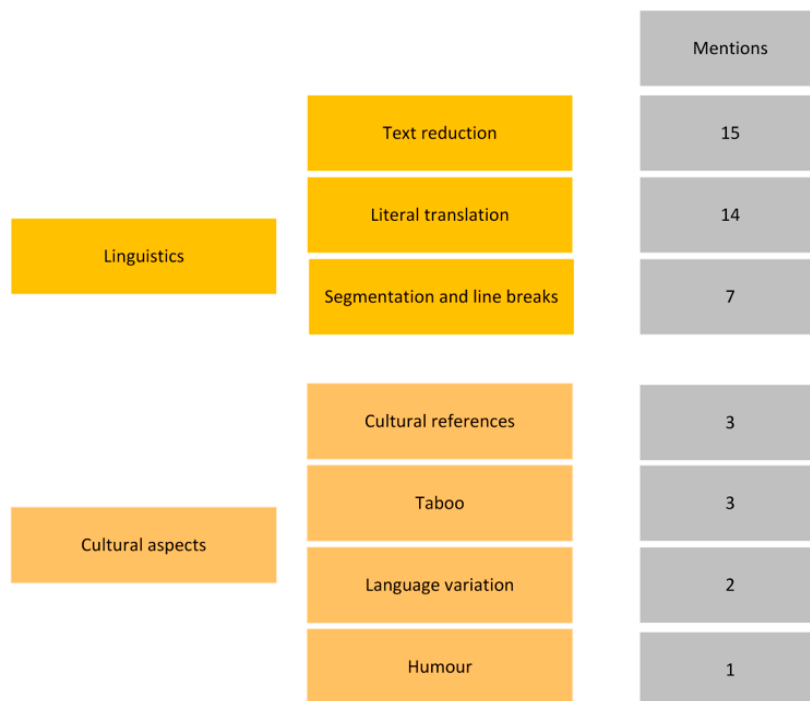 Mentions
Text reduction 15
Literal translation 14
Linguistics
Segmentation and line breaks 7
Cultural references 3
Taboo 3
Cultural aspects
Language variation 2
Humour 1